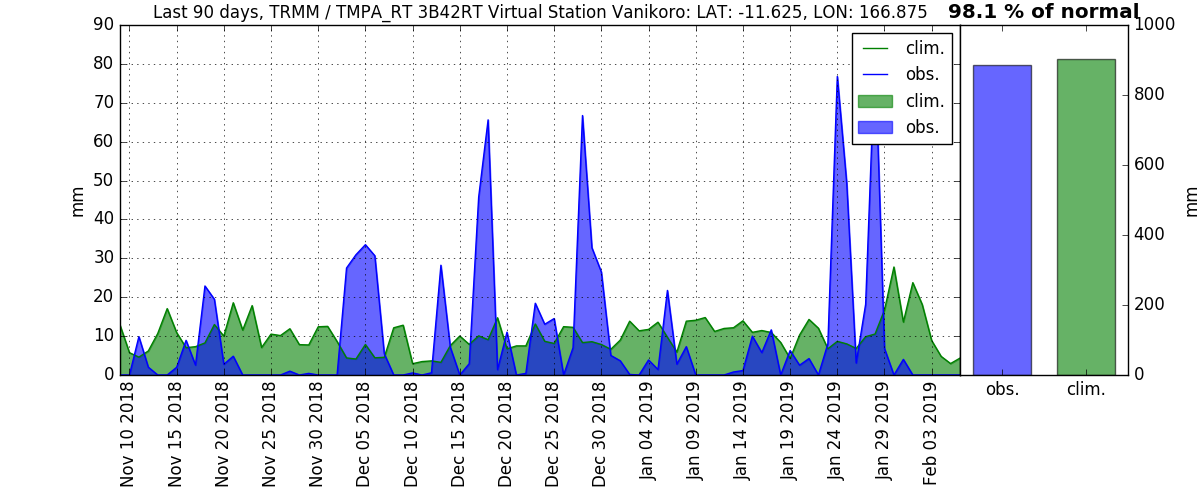 Last 90 days, TRMM / TMPA_RT 3B42RT Virtual Station Vanikoro: LAT: -11.625, LON: 166.875
98.1 % of normal
90
80
70
60
50
40
30
20
10
0
mm
clim.
obs.
clim.
obs.
Nov 10 2018
Nov 15 2018
Nov 20 2018
Nov 25 2018
Nov 30 2018
Dec 05 2018
Dec 10 2018
Dec 15 2018
Dec 20 2018
Dec 25 2018
Dec 30 2018
Jan 04 2019
Jan 09 2019
Jan 14 2019
Jan 19 2019
Jan 24 2019
Jan 29 2019
Feb 03 2019
1000
800
600
400
200
0
mm
obs.
clim.